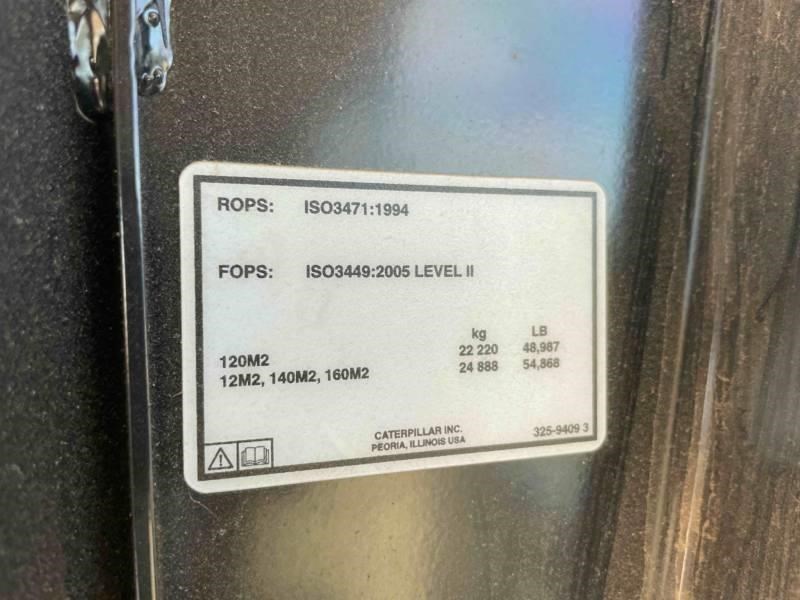 ROPS: ISO3471:1994
FOPS: ISO3449:2005 LEVEL II
kg LB
120M2 22 220 48,987
12M2, 140M2, 160M2 24 888 54,868
CATERPILLAR INC.
PEORIA, ILLINOIS USA
325-9409 3